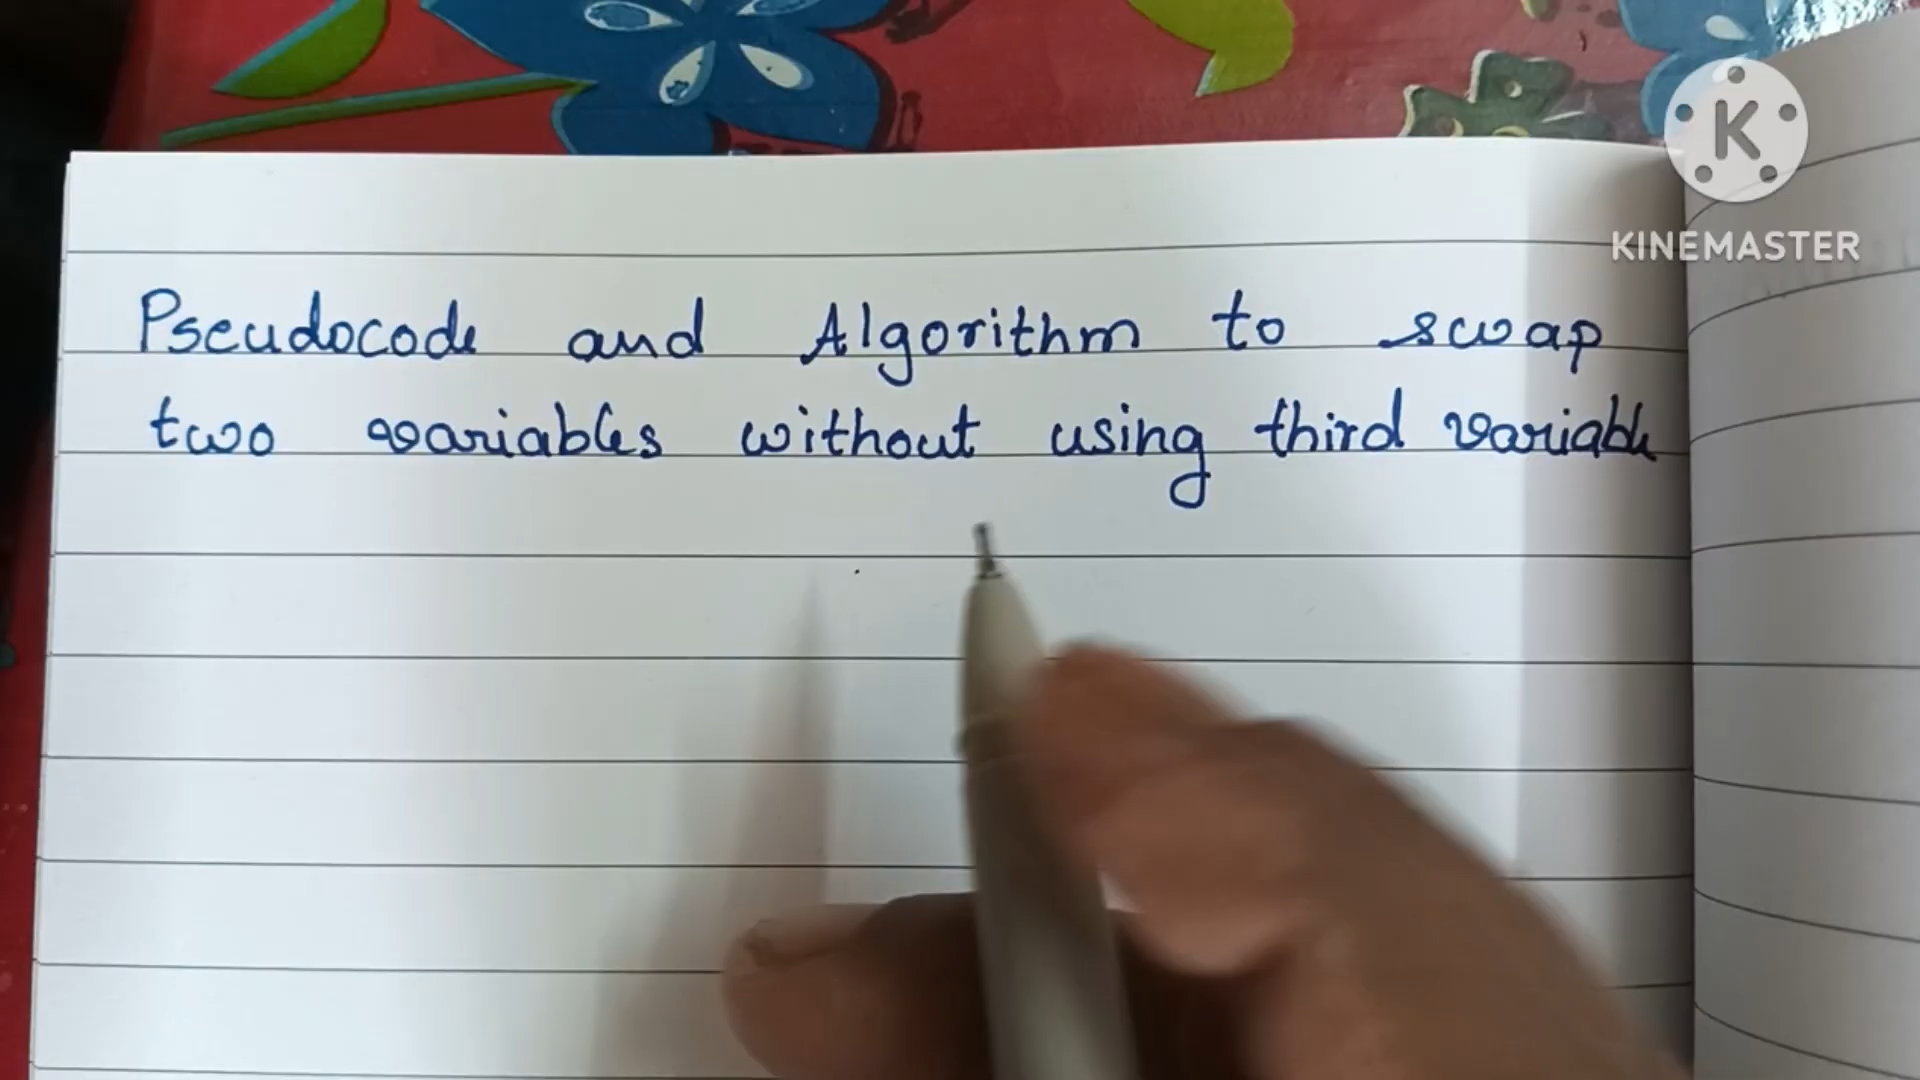 K
KINEMASTER
Pseudocode and Algorithm to swap
two variables without using third variable